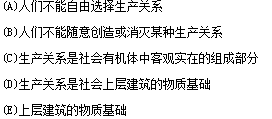 (A)人们不能自由选择生产关系
(B)人们不能随意创造或消灭某种生产关系
(C)生产关系是社会有机体中客观实在的组成部分
(D)生产关系是社会上层建筑的物质基础
(E)上层建筑的物质基础